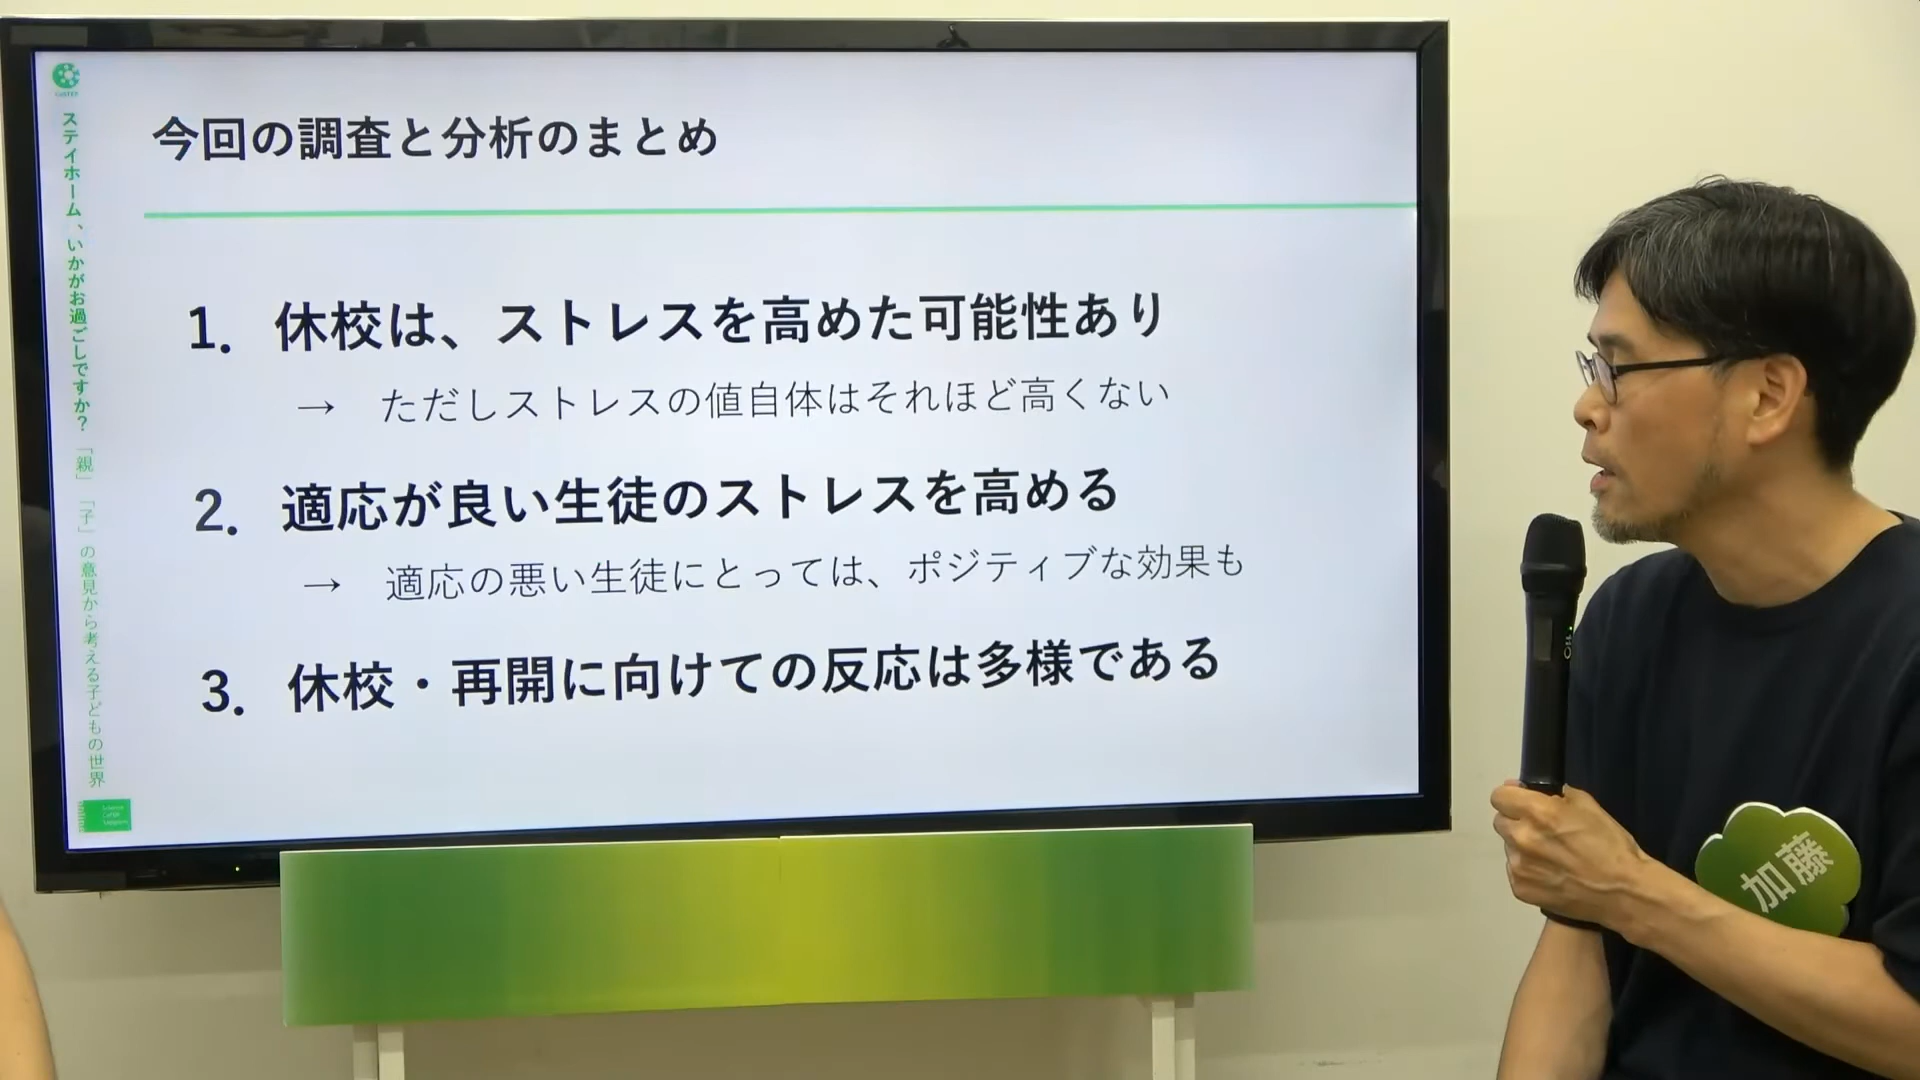 今回の調査と分析のまとめ
1. 休校は、ストレスを高めた可能性あり
→ ただしストレスの値自体はそれほど高くない
2. 適応が良い生徒のストレスを高める
→ 適応の悪い生徒にとっては、ポジティブな効果も
3. 休校・再開に向けての反応は多様である
ステイホーム、いかがお過ごしですか？「親」「子」の意見から考える子どもの世界
CoSTEP
加藤